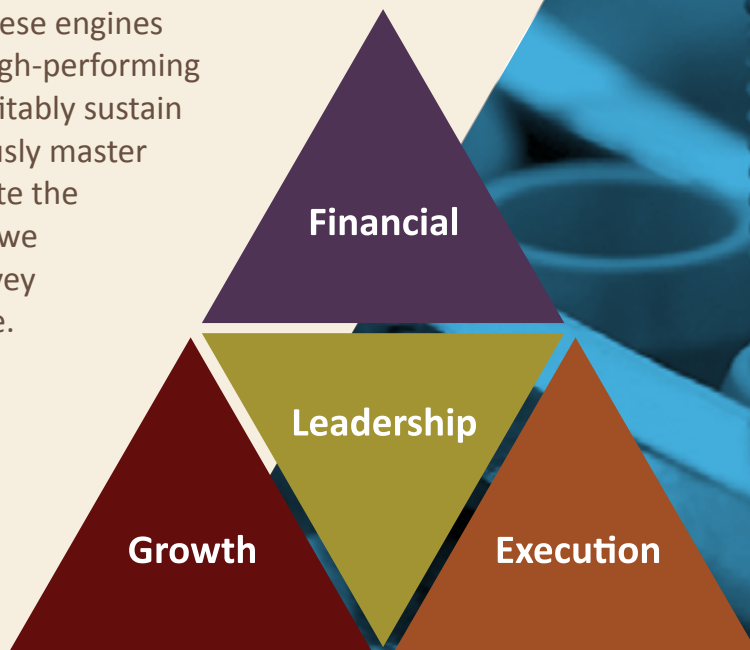 ese engines
gh-performing
itably sustain
usly master
te the
we
vey
e.
Financial
Leadership
Growth
Execution